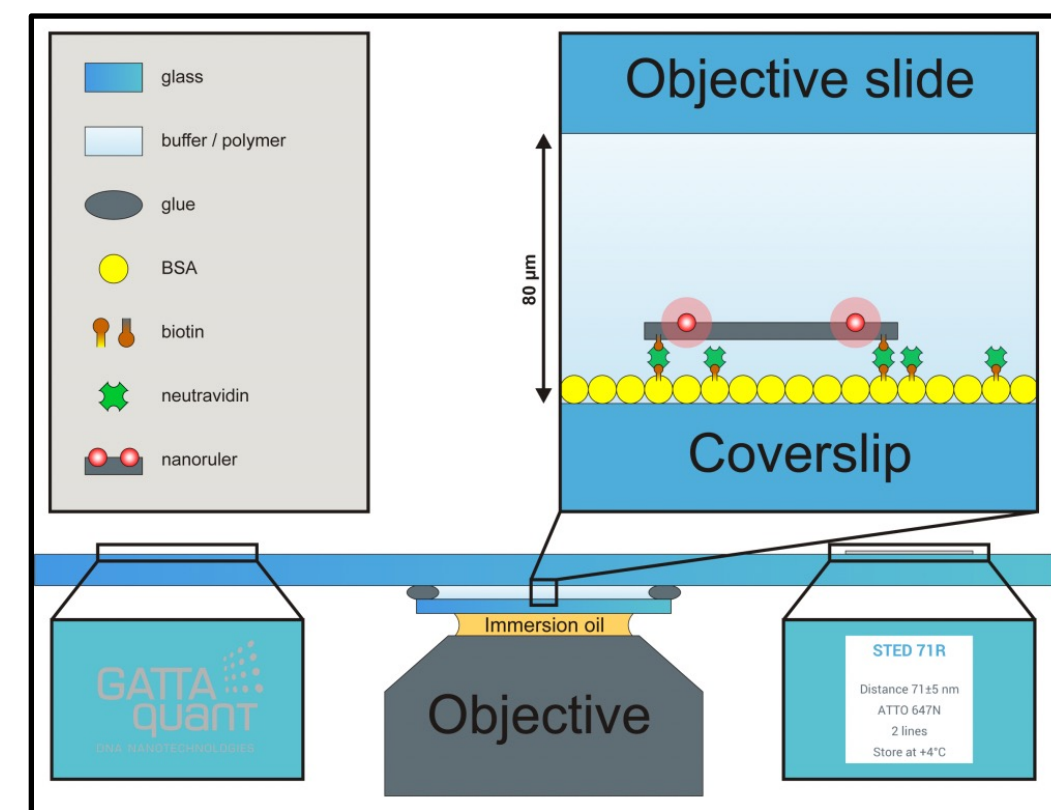 glass
buffer / polymer
glue
BSA
biotin
neutravidin
nanoruler
Objective slide
80 µm
Coverslip
Immersion oil
Objective
GATTA
quant
DNA NANOTECHNOLOGIES
STED 71R
Distance 71±5 nm
ATTO 647N
2 lines
Store at +4°C